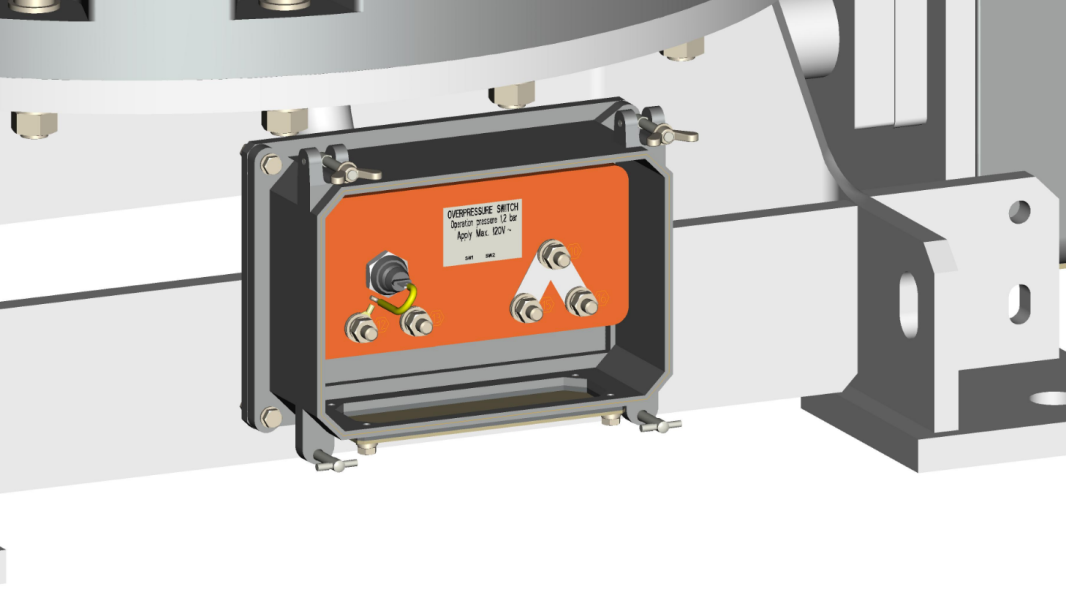 OVERPRESSURE SWITCH
Operation pressure 1,2 bar
Apply Max. 120V ~
SW1 SW2